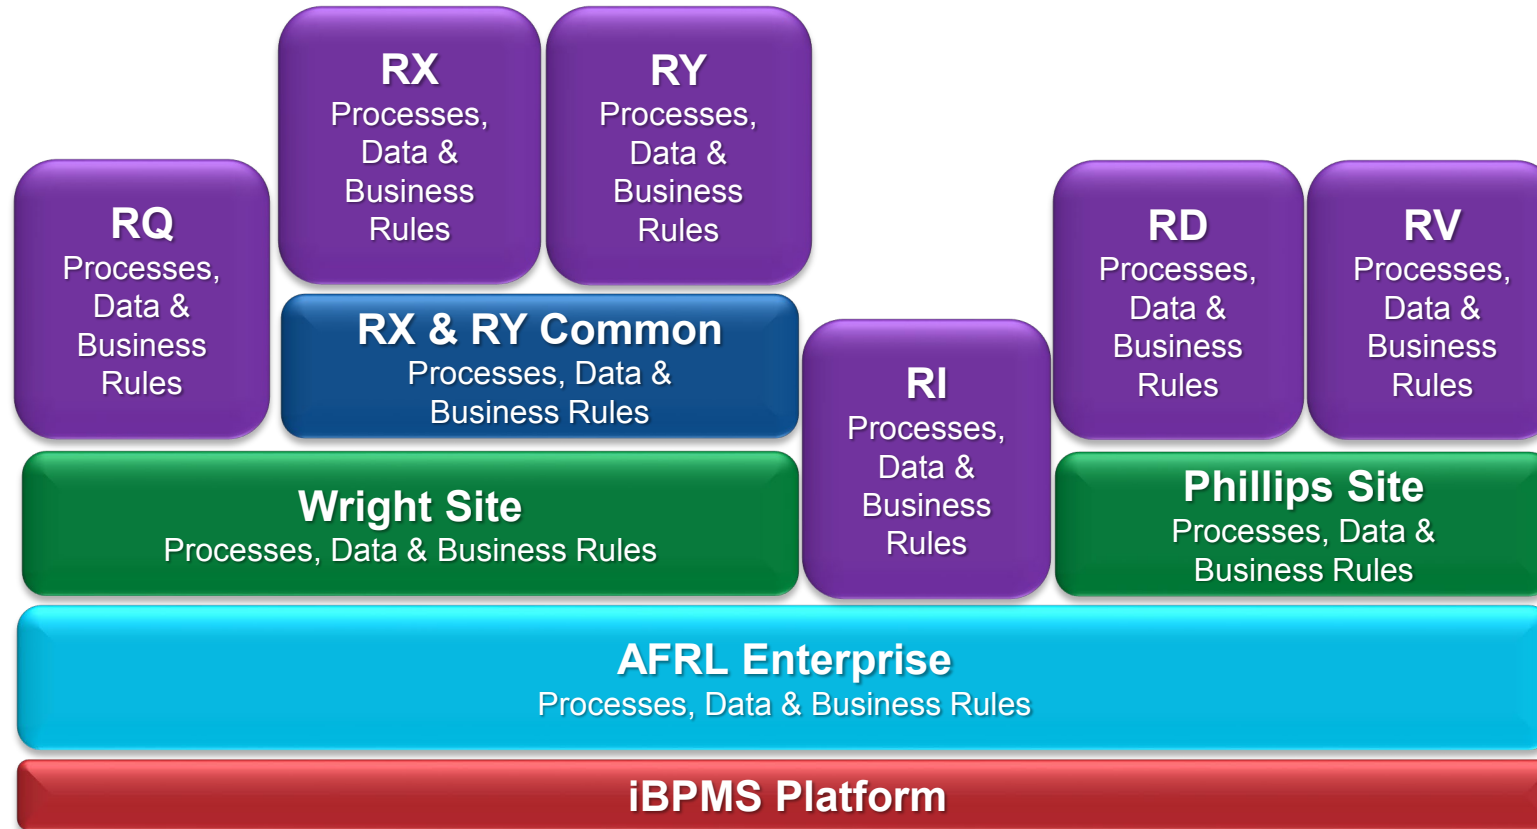 RX
Processes,
Data &
Business
Rules
RY
Processes,
Data &
Business
Rules
RQ
Processes,
Data &
Business
Rules
RX & RY Common
Processes, Data &
Business Rules
RI
Processes,
Data &
Business
Rules
RD
Processes,
Data &
Business
Rules
RV
Processes,
Data &
Business
Rules
Wright Site
Processes, Data & Business Rules
Phillips Site
Processes, Data &
Business Rules
AFRL Enterprise
Processes, Data & Business Rules
iBPMS Platform